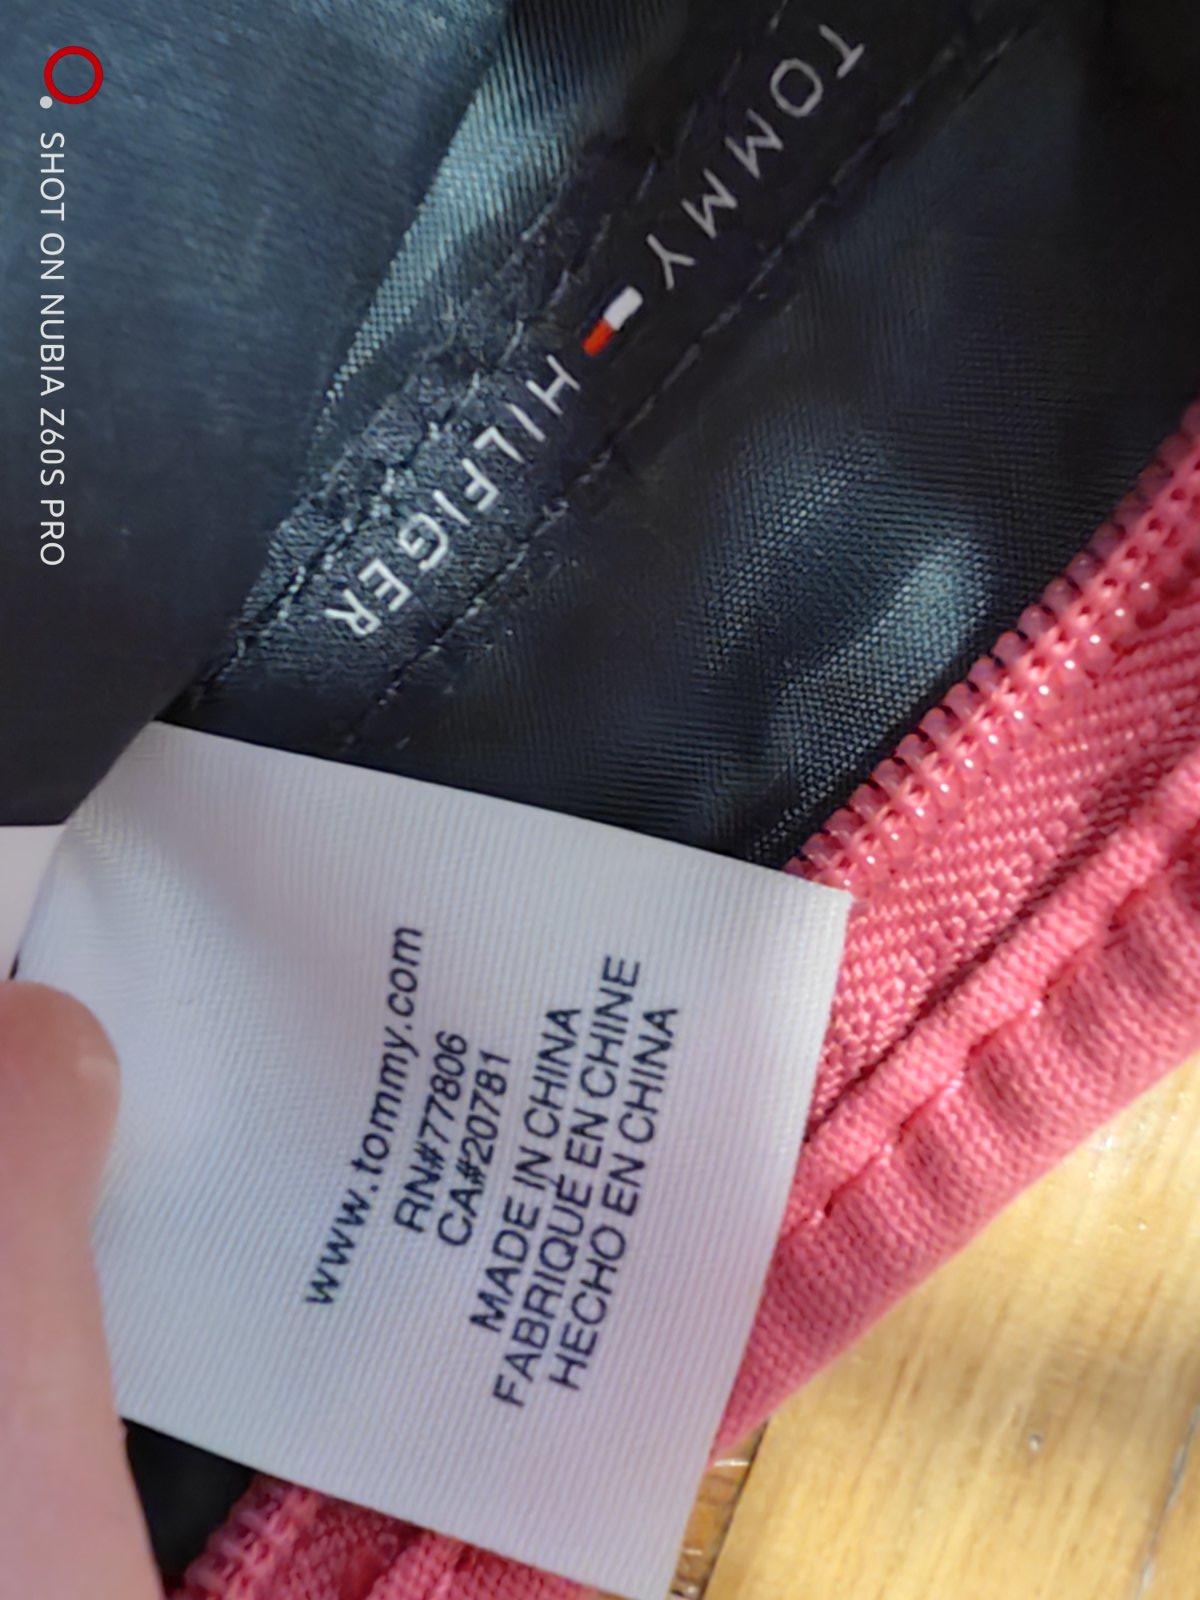 TOMMY HILFIGER
www.tommy.com
RN#77806
CA#20781
MADE IN CHINA
FABRIQUÉ EN CHINE
HECHO EN CHINA
SHOT ON NUBIA Z60S PRO